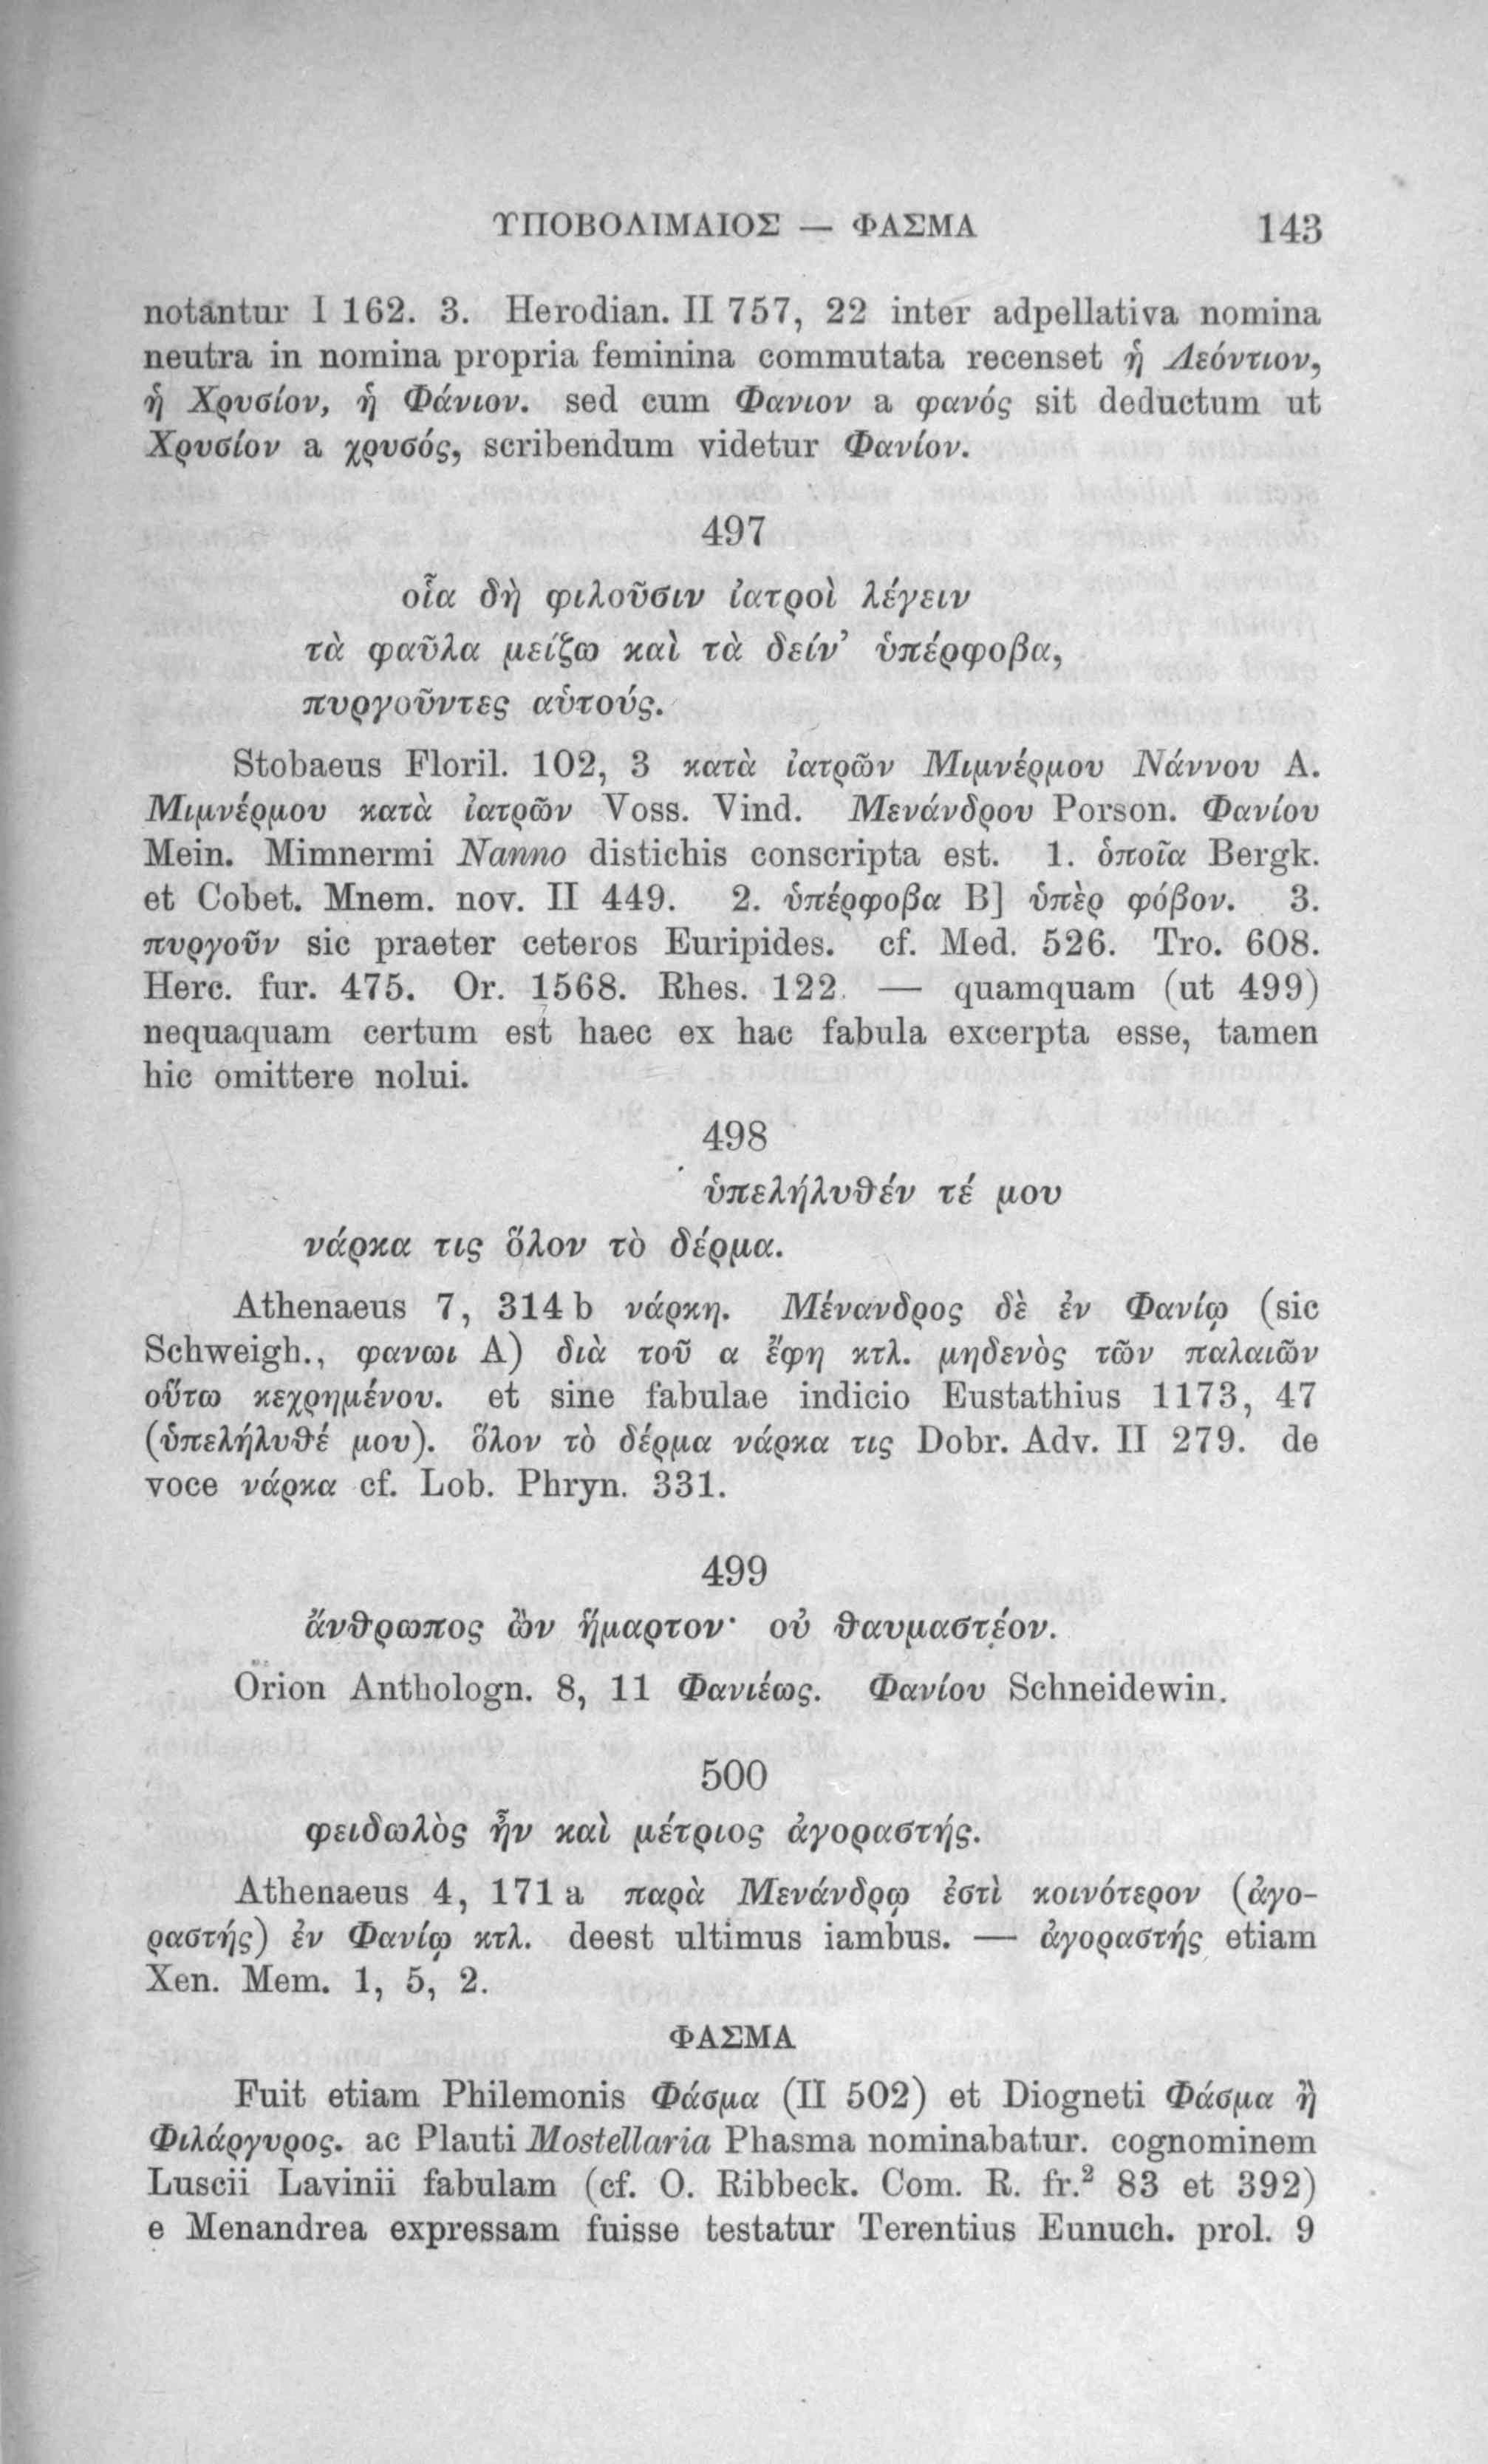 ΥΠΟΒΟΛΙΜΑΙΟΣ — ΦΑΣΜΑ 143
notantur I 162. 3. Herodian. II 757, 22 inter adpellativa nomina
neutra in nomina propria feminina commutata recenset ἡ Λεόντιον,
ἡ Χρυσίον, ἡ Φάνιον. sed cum Φανιον a φανός sit deductum ut
Χρυσίον a χρυσός, scribendum videtur Φανίον.
497
οἷα δὴ φιλοῦσιν ἰατροὶ λέγειν
τὰ φαῦλα μείζω καὶ τὰ δείν’ ὑπέρφοβα,
πυργοῦντες αὑτούς.
Stobaeus Floril. 102, 3 κατὰ ἰατρῶν Μιμνέρμου Νάννου A.
Μιμνέρμου κατὰ ἰατρῶν Voss. Vind. Μενάνδρου Porson. Φανίου
Mein. Mimnermi Nanno distichis conscripta est. 1. ὁποῖα Bergk.
et Cobet. Mnem. nov. II 449. 2. ὑπέρφοβα B] ὑπὲρ φόβον. 3.
πυργοῦν sic praeter ceteros Euripides. cf. Med. 526. Tro. 608.
Herc. fur. 475. Or. 1568. Rhes. 122. — quamquam (ut 499)
nequaquam certum est haec ex hac fabula excerpta esse, tamen
hic omittere nolui.
498
ὑπελήλυθέν τέ μου
νάρκα τις ὅλον τὸ δέρμα.
Athenaeus 7, 314 b νάρκη. Μένανδρος δὲ ἐν Φανίῳ (sic
Schweigh., φανωι A) διὰ τοῦ α ἔφη κτλ. μηδενὸς τῶν παλαιῶν
οὕτω κεχρημένου. et sine fabulae indicio Eustathius 1173, 47
(ὑπελήλυθέ μου). ὅλον τὸ δέρμα νάρκα τις Dobr. Adv. II 279. de
voce νάρκα cf. Lob. Phryn. 331.
499
ἄνθρωπος ὢν ἥμαρτον· οὐ θαυμαστέον.
Orion Anthologn. 8, 11 Φανιέως. Φανίου Schneidewin.
500
φειδωλὸς ἦν καὶ μέτριος ἀγοραστής.
Athenaeus 4, 171 a παρὰ Μενάνδρῳ ἐστὶ κοινότερον (ἀγο-
ραστής) ἐν Φανίῳ κτλ. deest ultimus iambus. — ἀγοραστής etiam
Xen. Mem. 1, 5, 2.
ΦΑΣΜΑ
Fuit etiam Philemonis Φάσμα (II 502) et Diogneti Φάσμα ἢ
Φιλάργυρος. ac Plauti Mostellaria Phasma nominabatur. cognominem
Luscii Lavinii fabulam (cf. O. Ribbeck. Com. R. fr.² 83 et 392)
e Menandrea expressam fuisse testatur Terentius Eunuch. prol. 9